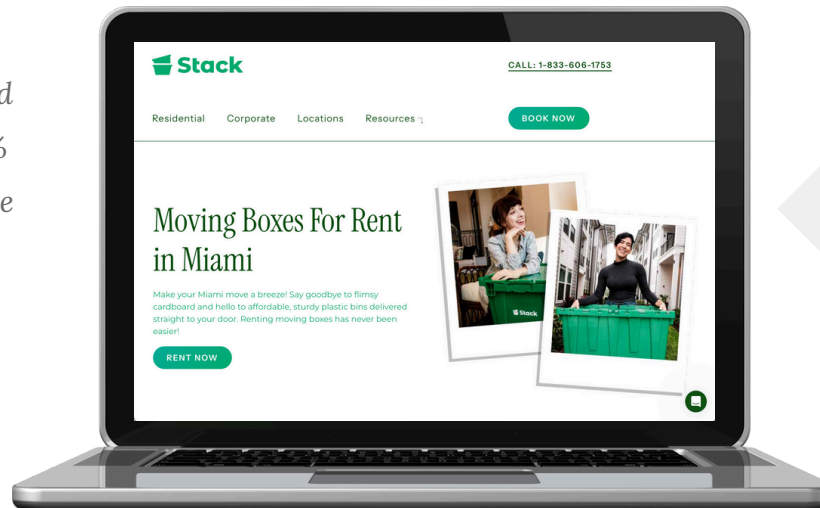 Stack
CALL: 1-833-606-1753
Residential Corporate Locations Resources
BOOK NOW
Moving Boxes For Rent
in Miami
Make your Miami move a breeze! Say goodbye to flimsy
cardboard and hello to affordable, sturdy plastic bins delivered
straight to your door. Renting moving boxes has never been
easier!
RENT NOW
Stack